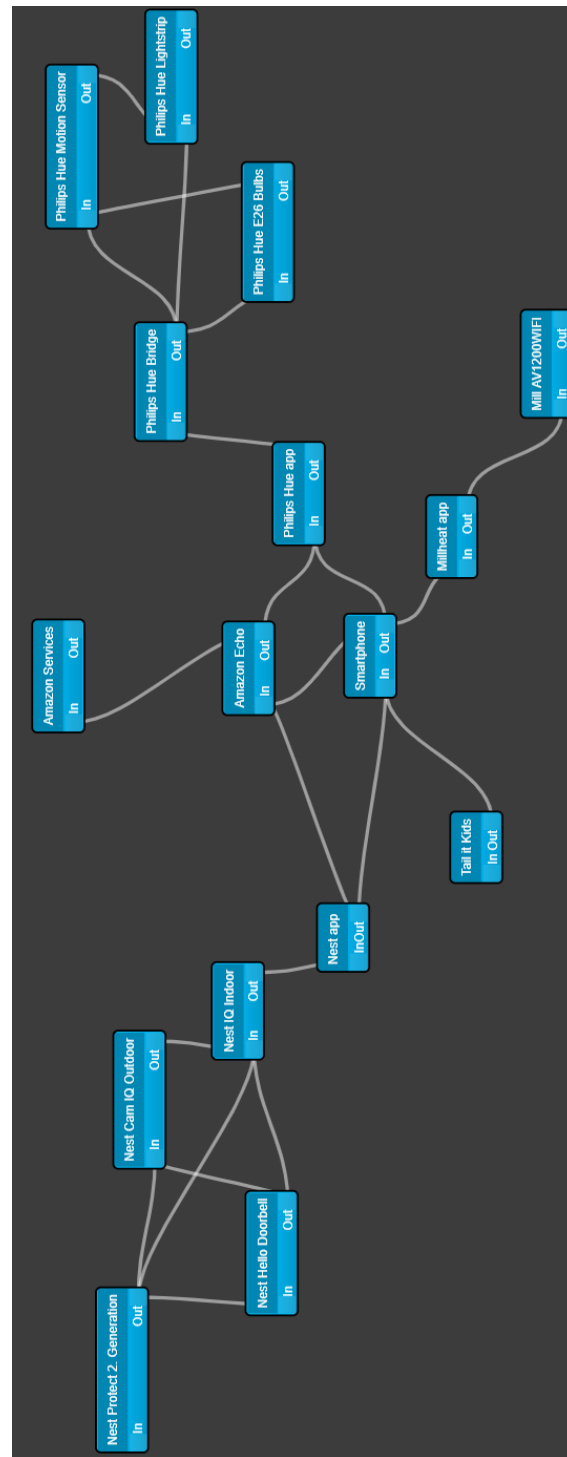 Nest Protect 2. Generation
In Out
Nest Cam IQ Outdoor
In Out
Nest Hello Doorbell
In Out
Nest IQ Indoor
In Out
Nest app
InOut
Tail it Kids
In Out
Amazon Services
In Out
Amazon Echo
In Out
Smartphone
In Out
Millheat app
In Out
Philips Hue app
In Out
Mill AV1200WIFI
In Out
Philips Hue Bridge
In Out
Philips Hue E26 Bulbs
In Out
Philips Hue Motion Sensor
In Out
Philips Hue Lightstrip
In Out